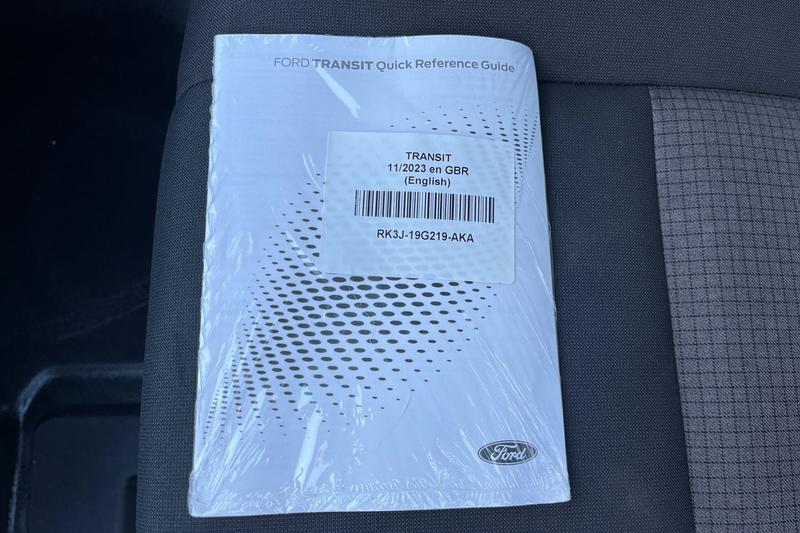 FORD TRANSIT Quick Reference Guide
TRANSIT
11/2023 en GBR
(English)
RK3J-19G219-AKA
Ford